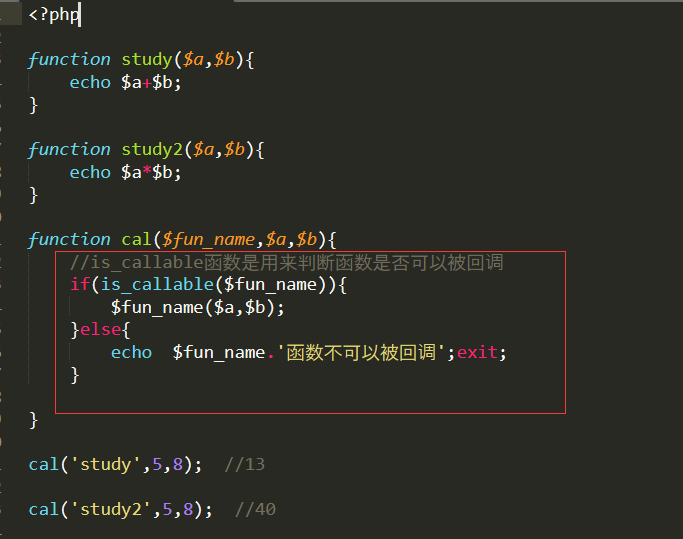 <?php
function study($a,$b){
echo $a+$b;
}
function study2($a,$b){
echo $a*$b;
}
function cal($fun_name,$a,$b){
//is_callable函数是用来判断函数是否可以被回调
if(is_callable($fun_name)){
$fun_name($a,$b);
}else{
echo  $fun_name.'函数不可以被回调';exit;
}
}
cal('study',5,8);  //13
cal('study2',5,8);  //40